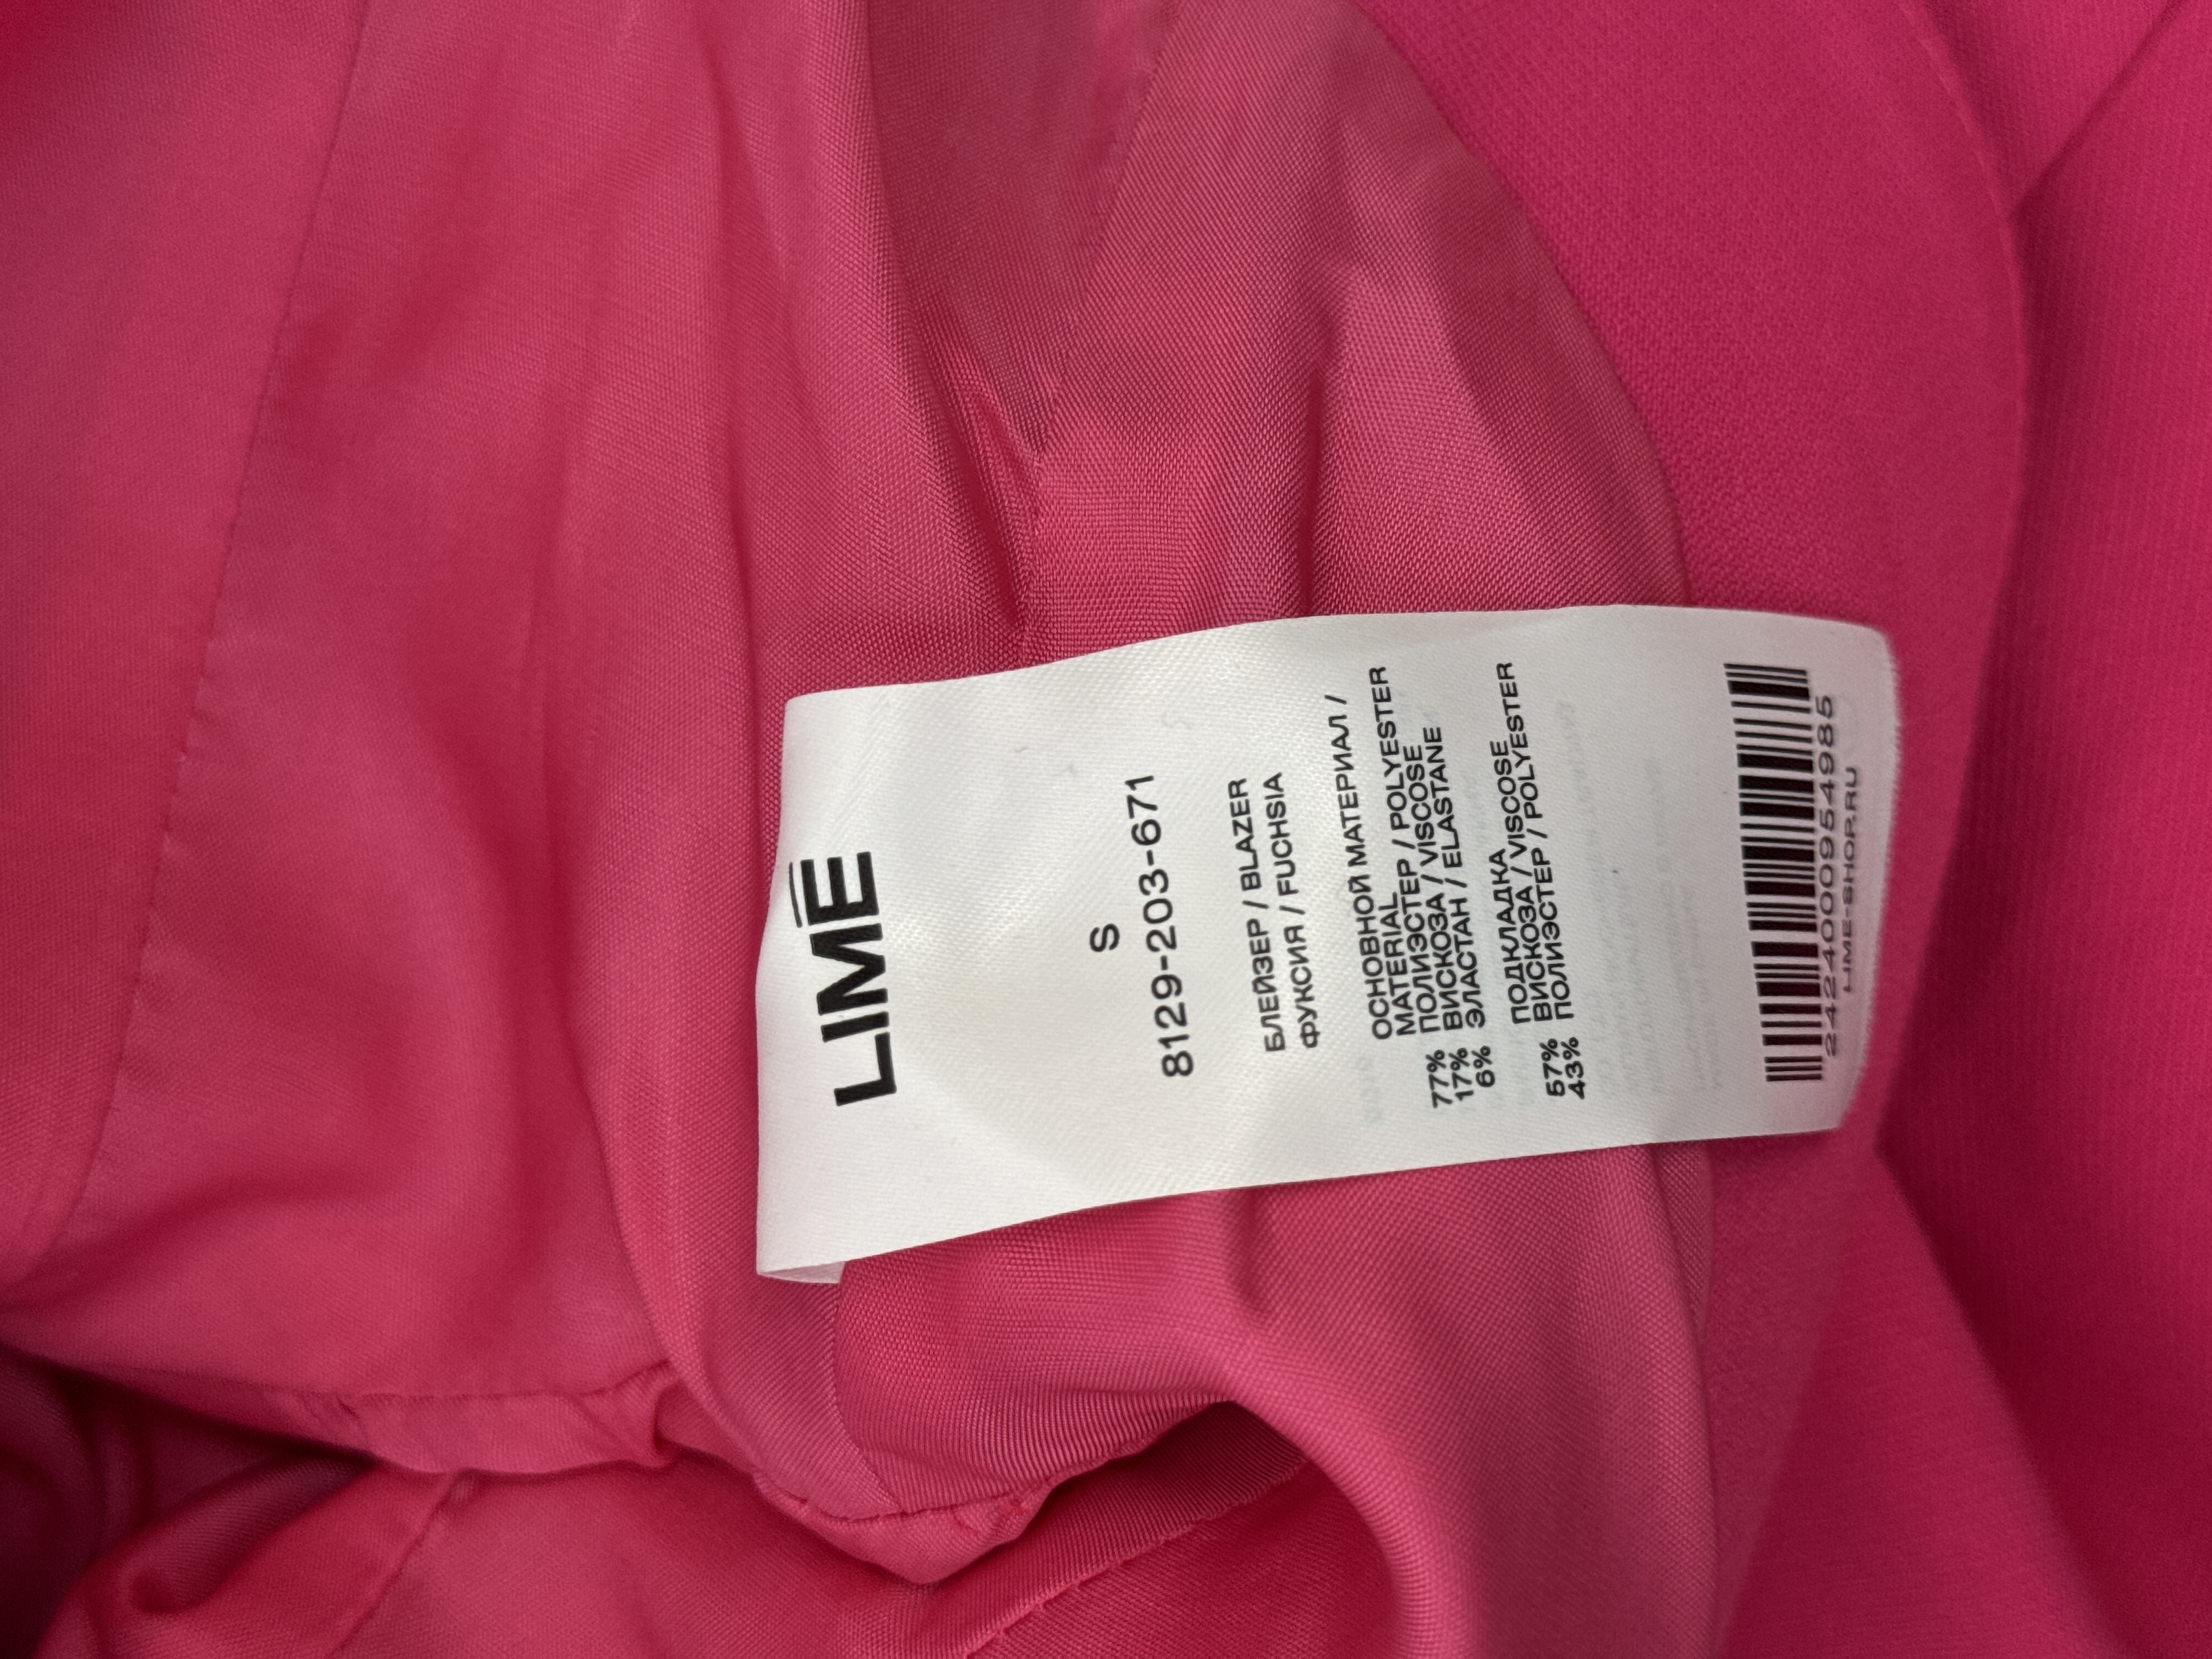 LIMĒ
S
8129-203-671
БЛЕЙЗЕР / BLAZER
ФУКСИЯ / FUCHSIA
ОСНОВНОЙ МАТЕРИАЛ /
MATERIAL
77% ПОЛИЭСТЕР / POLYESTER
17% ВИСКОЗА / VISCOSE
6% ЭЛАСТАН / ELASTANE
ПОДКЛАДКА
57% ВИСКОЗА / VISCOSE
43% ПОЛИЭСТЕР / POLYESTER
2424000954985
LIME-SHOP.RU